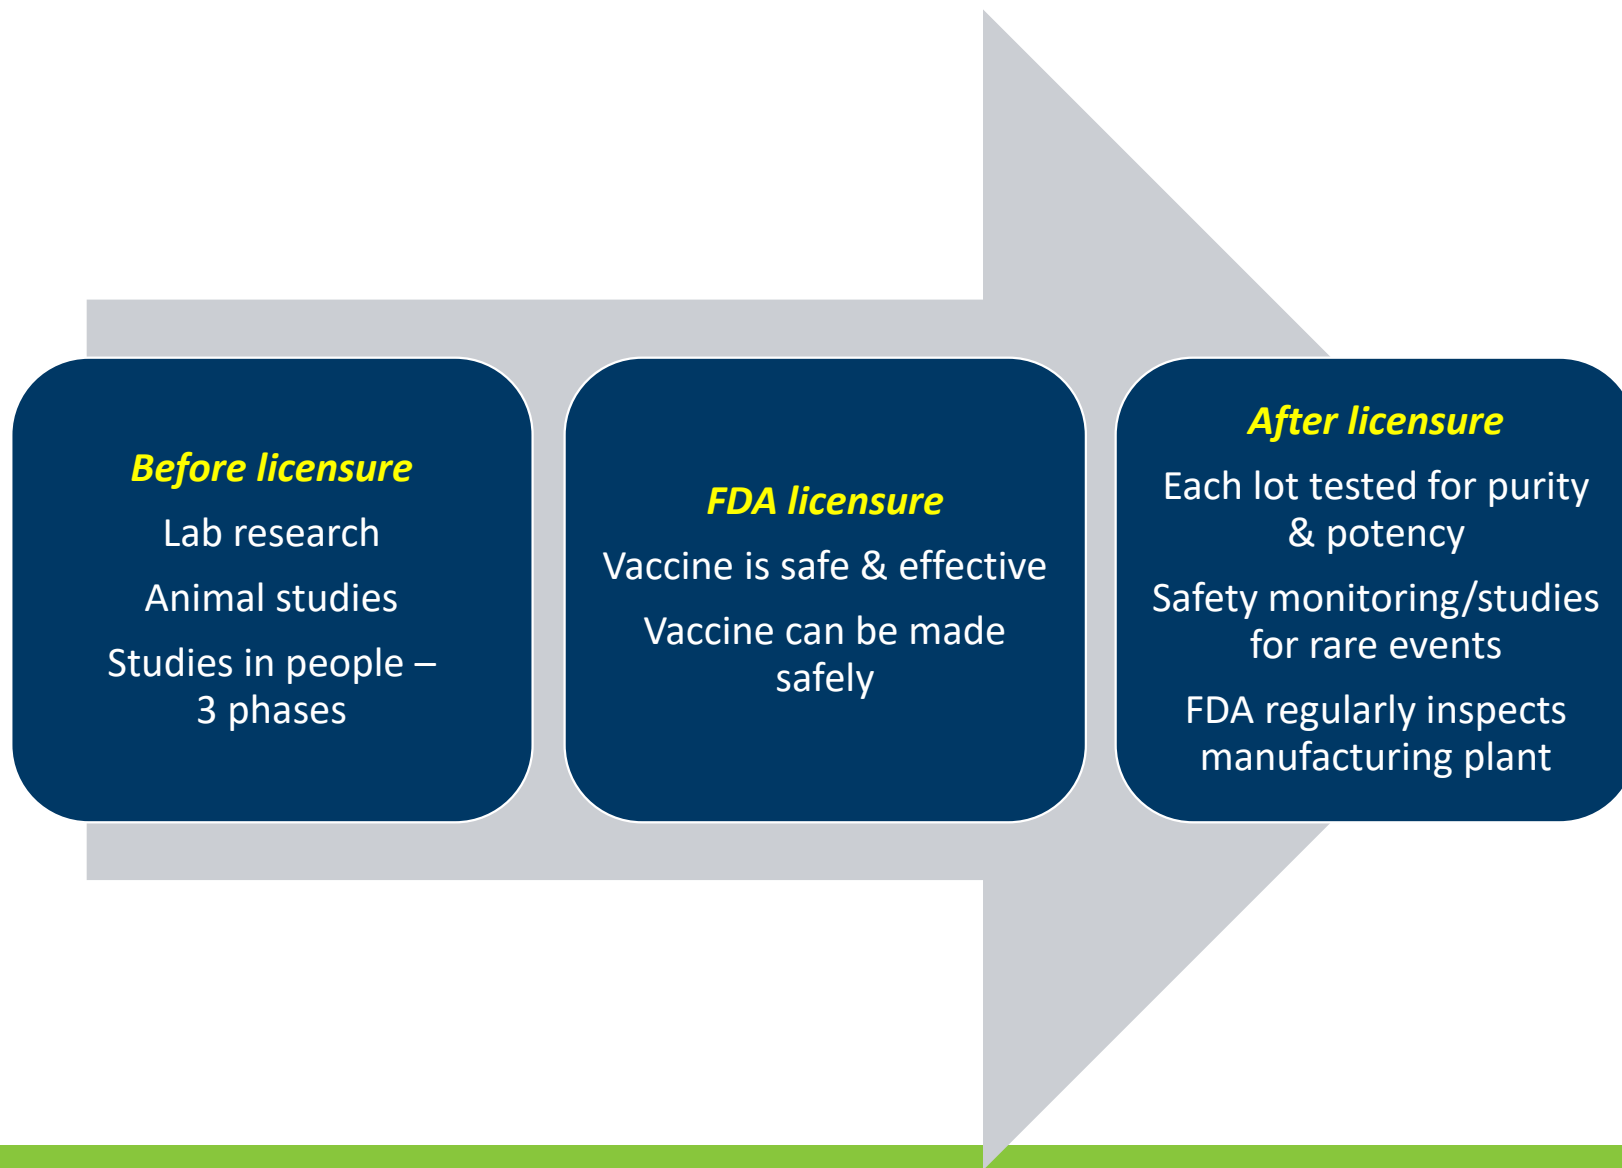 Before licensure
Lab research
Animal studies
Studies in people –
3 phases
FDA licensure
Vaccine is safe & effective
Vaccine can be made
safely
After licensure
Each lot tested for purity
& potency
Safety monitoring/studies
for rare events
FDA regularly inspects
manufacturing plant